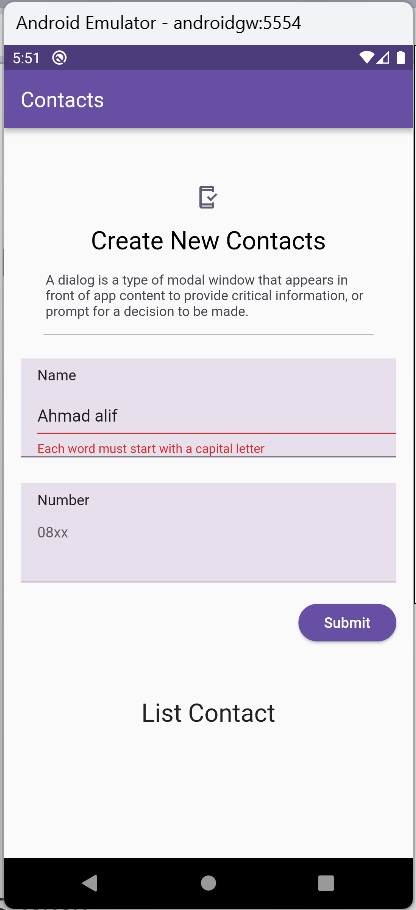 Android Emulator - androidgw:5554
5:51
Contacts
Create New Contacts
A dialog is a type of modal window that appears in
front of app content to provide critical information, or
prompt for a decision to be made.
Name
Ahmad alif
Each word must start with a capital letter
Number
08xx
Submit
List Contact